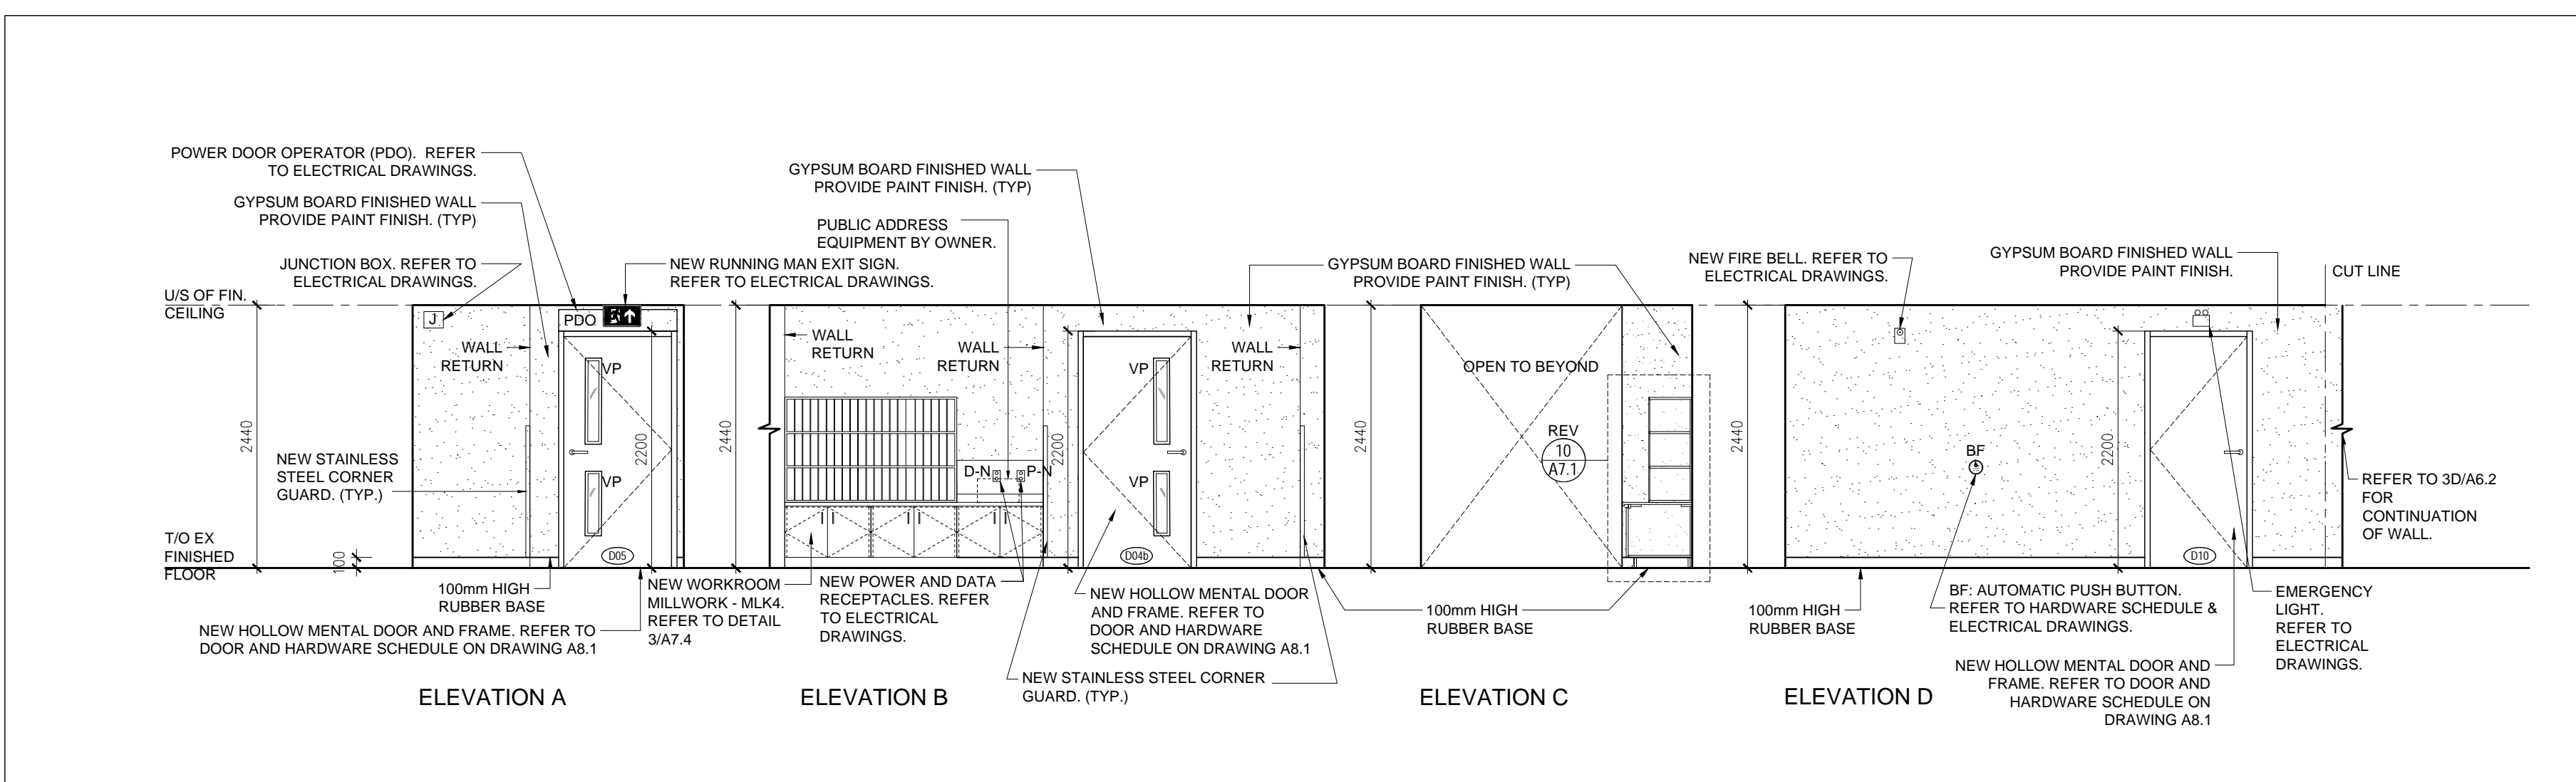 POWER DOOR OPERATOR (PDO). REFER
TO ELECTRICAL DRAWINGS.
GYPSUM BOARD FINISHED WALL
PROVIDE PAINT FINISH. (TYP)
JUNCTION BOX. REFER TO
ELECTRICAL DRAWINGS.
NEW RUNNING MAN EXIT SIGN.
REFER TO ELECTRICAL DRAWINGS.
U/S OF FIN.
CEILING
2440
J
PDO
WALL
RETURN
VP
2200
VP
NEW STAINLESS
STEEL CORNER
GUARD. (TYP.)
T/O EX
FINISHED
FLOOR
100
D05
100mm HIGH
RUBBER BASE
NEW HOLLOW MENTAL DOOR AND FRAME. REFER TO
DOOR AND HARDWARE SCHEDULE ON DRAWING A8.1
ELEVATION A
GYPSUM BOARD FINISHED WALL
PROVIDE PAINT FINISH. (TYP)
PUBLIC ADDRESS
EQUIPMENT BY OWNER.
2440
WALL
RETURN
WALL
RETURN
VP
WALL
RETURN
2200
D-N
P-N
VP
D04b
NEW WORKROOM
MILLWORK - MLK4.
REFER TO DETAIL
3/A7.4
NEW POWER AND DATA
RECEPTACLES. REFER
TO ELECTRICAL
DRAWINGS.
NEW HOLLOW MENTAL DOOR
AND FRAME. REFER TO
DOOR AND HARDWARE
SCHEDULE ON DRAWING A8.1
NEW STAINLESS STEEL CORNER
GUARD. (TYP.)
ELEVATION B
GYPSUM BOARD FINISHED WALL
PROVIDE PAINT FINISH. (TYP)
2440
OPEN TO BEYOND
REV
10
A7.1
100mm HIGH
RUBBER BASE
ELEVATION C
NEW FIRE BELL. REFER TO
ELECTRICAL DRAWINGS.
GYPSUM BOARD FINISHED WALL
PROVIDE PAINT FINISH.
CUT LINE
2440
BF
2200
D10
REFER TO 3D/A6.2
FOR
CONTINUATION
OF WALL.
100mm HIGH
RUBBER BASE
BF: AUTOMATIC PUSH BUTTON.
REFER TO HARDWARE SCHEDULE &
ELECTRICAL DRAWINGS.
EMERGENCY
LIGHT.
REFER TO
ELECTRICAL
DRAWINGS.
NEW HOLLOW MENTAL DOOR AND
FRAME. REFER TO DOOR AND
HARDWARE SCHEDULE ON
DRAWING A8.1
ELEVATION D